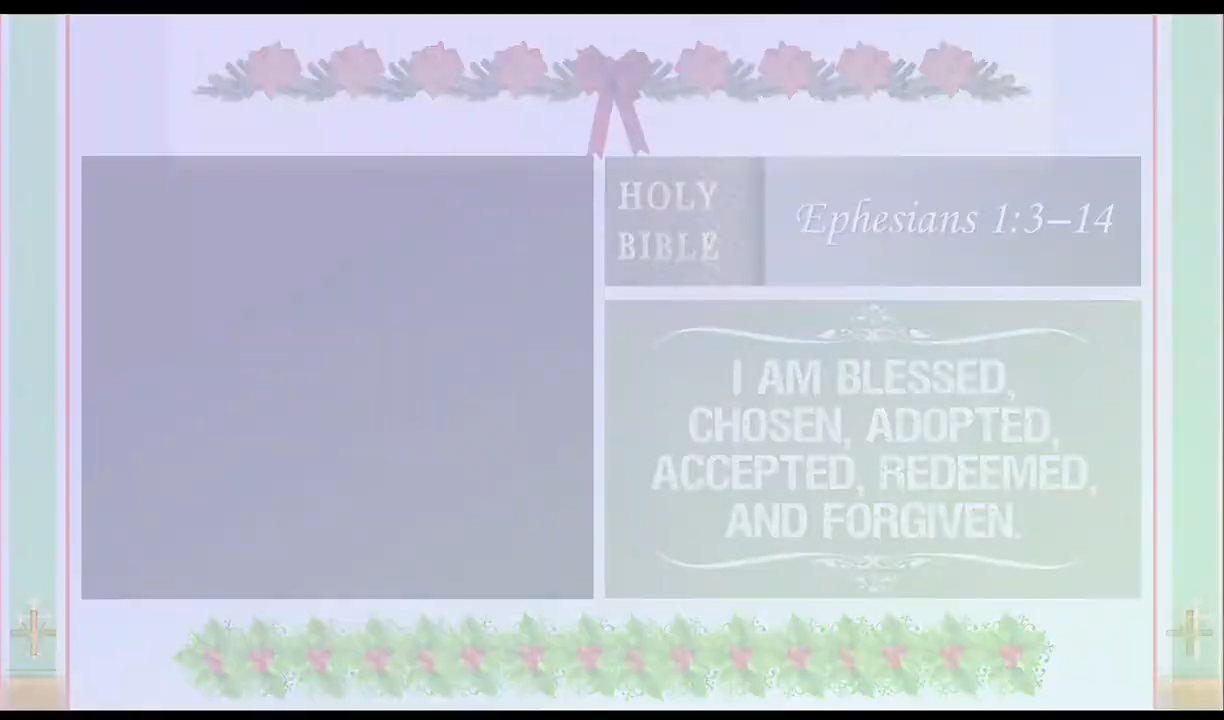 HOLY
BIBLE
Ephesians 1:3–14
I AM BLESSED,
CHOSEN, ADOPTED,
ACCEPTED, REDEEMED,
AND FORGIVEN.